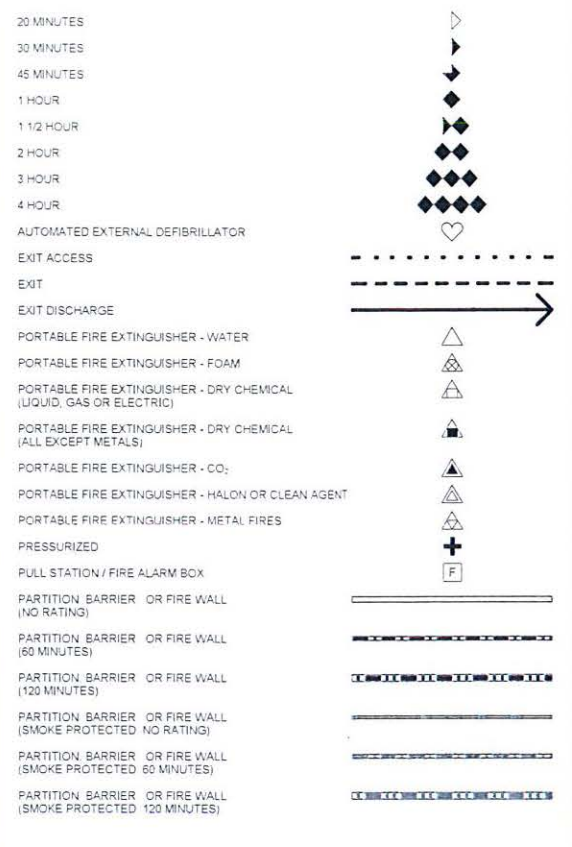 20 MINUTES
30 MINUTES
45 MINUTES
1 HOUR
1 1/2 HOUR
2 HOUR
3 HOUR
4 HOUR
AUTOMATED EXTERNAL DEFIBRILLATOR
EXIT ACCESS
EXIT
EXIT DISCHARGE
PORTABLE FIRE EXTINGUISHER - WATER
PORTABLE FIRE EXTINGUISHER - FOAM
PORTABLE FIRE EXTINGUISHER - DRY CHEMICAL
(LIQUID, GAS OR ELECTRIC)
PORTABLE FIRE EXTINGUISHER - DRY CHEMICAL
(ALL EXCEPT METALS)
PORTABLE FIRE EXTINGUISHER - CO₂
PORTABLE FIRE EXTINGUISHER - HALON OR CLEAN AGENT
PORTABLE FIRE EXTINGUISHER - METAL FIRES
PRESSURIZED
PULL STATION / FIRE ALARM BOX F
PARTITION BARRIER OR FIRE WALL
(NO RATING)
PARTITION BARRIER OR FIRE WALL
(60 MINUTES)
PARTITION BARRIER OR FIRE WALL
(120 MINUTES)
PARTITION BARRIER OR FIRE WALL
(SMOKE PROTECTED NO RATING)
PARTITION BARRIER OR FIRE WALL
(SMOKE PROTECTED 60 MINUTES)
PARTITION BARRIER OR FIRE WALL
(SMOKE PROTECTED 120 MINUTES)